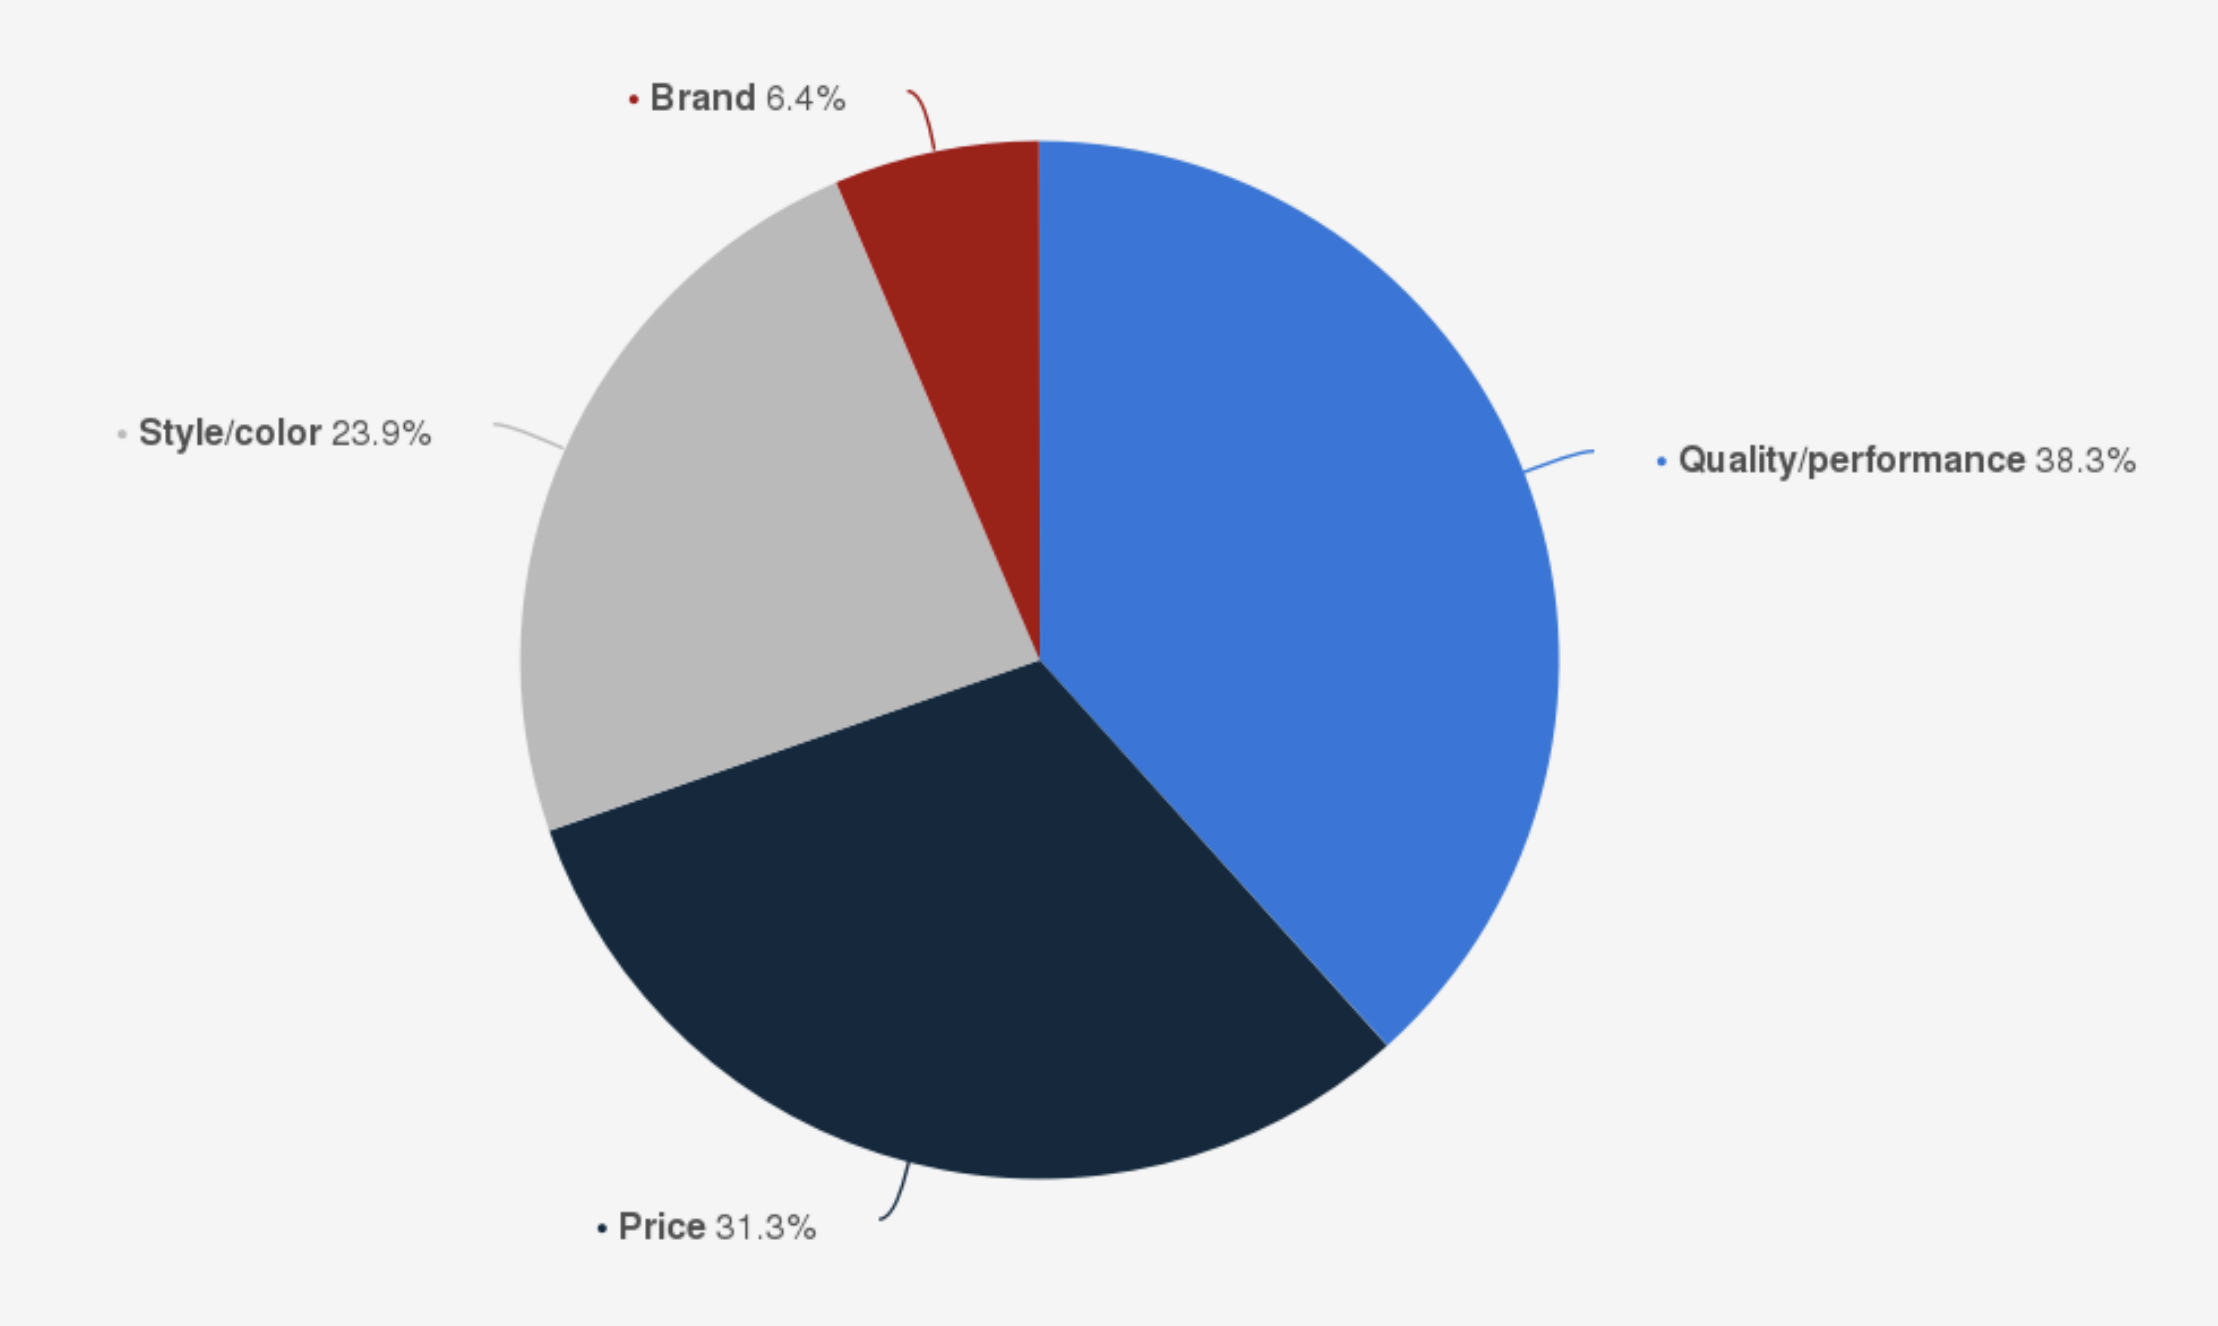 • Brand 6.4%
• Style/color 23.9%
• Quality/performance 38.3%
• Price 31.3%